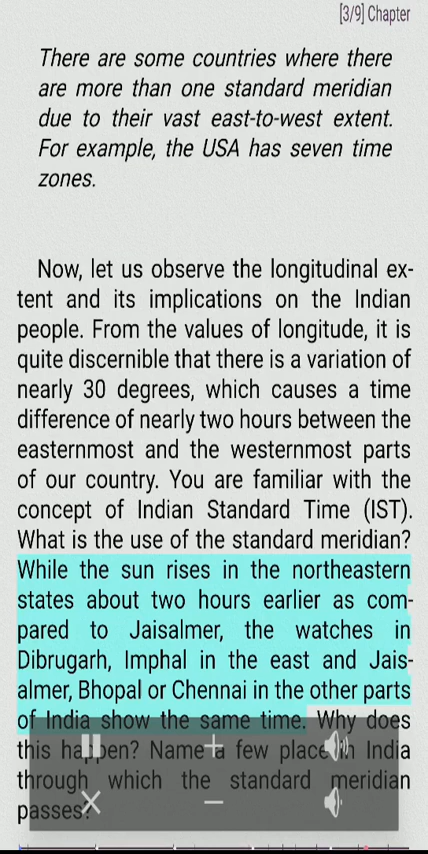 [3/9] Chapter
There are some countries where there
are more than one standard meridian
due to their vast east-to-west extent.
For example, the USA has seven time
zones.
Now, let us observe the longitudinal ex-
tent and its implications on the Indian
people. From the values of longitude, it is
quite discernible that there is a variation of
nearly 30 degrees, which causes a time
difference of nearly two hours between the
easternmost and the westernmost parts
of our country. You are familiar with the
concept of Indian Standard Time (IST).
What is the use of the standard meridian?
While the sun rises in the northeastern
states about two hours earlier as com-
pared to Jaisalmer, the watches in
Dibrugarh, Imphal in the east and Jais-
almer, Bhopal or Chennai in the other parts
of India show the same time. Why does
this happen? Name a few place in India
through which the standard meridian
passes?